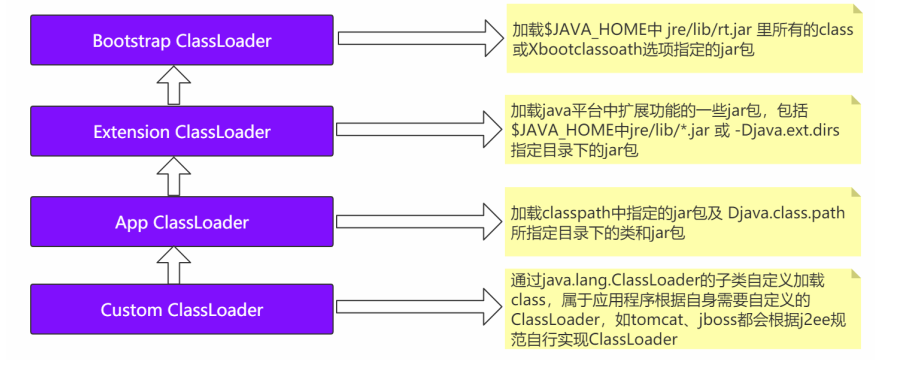 Bootstrap ClassLoader
加载$JAVA_HOME中 jre/lib/rt.jar 里所有的class
或Xbootclassoath选项指定的jar包
Extension ClassLoader
加载java平台中扩展功能的一些jar包，包括
$JAVA_HOME中jre/lib/*.jar 或 -Djava.ext.dirs
指定目录下的jar包
App ClassLoader
加载classpath中指定的jar包及 Djava.class.path
所指定目录下的类和jar包
Custom ClassLoader
通过java.lang.ClassLoader的子类自定义加载
class，属于应用程序根据自身需要自定义的
ClassLoader，如tomcat、jboss都会根据j2ee规
范自行实现ClassLoader